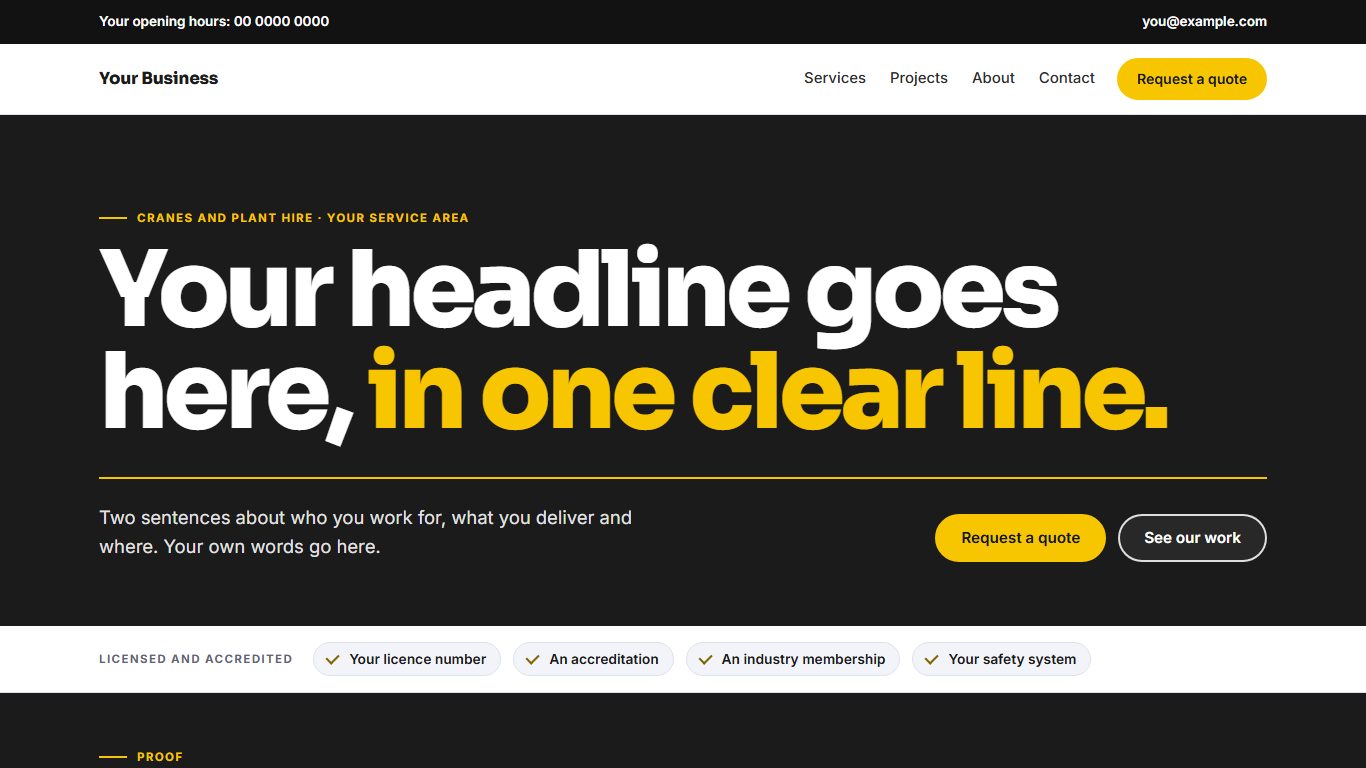 Your opening hours: 00 0000 0000
you@example.com
Your Business
Services
Projects
About
Contact
Request a quote
CRANES AND PLANT HIRE · YOUR SERVICE AREA
Your headline goes
here, in one clear line.
Two sentences about who you work for, what you deliver and
where. Your own words go here.
Request a quote
See our work
LICENSED AND ACCREDITED
Your licence number
An accreditation
An industry membership
Your safety system
PROOF